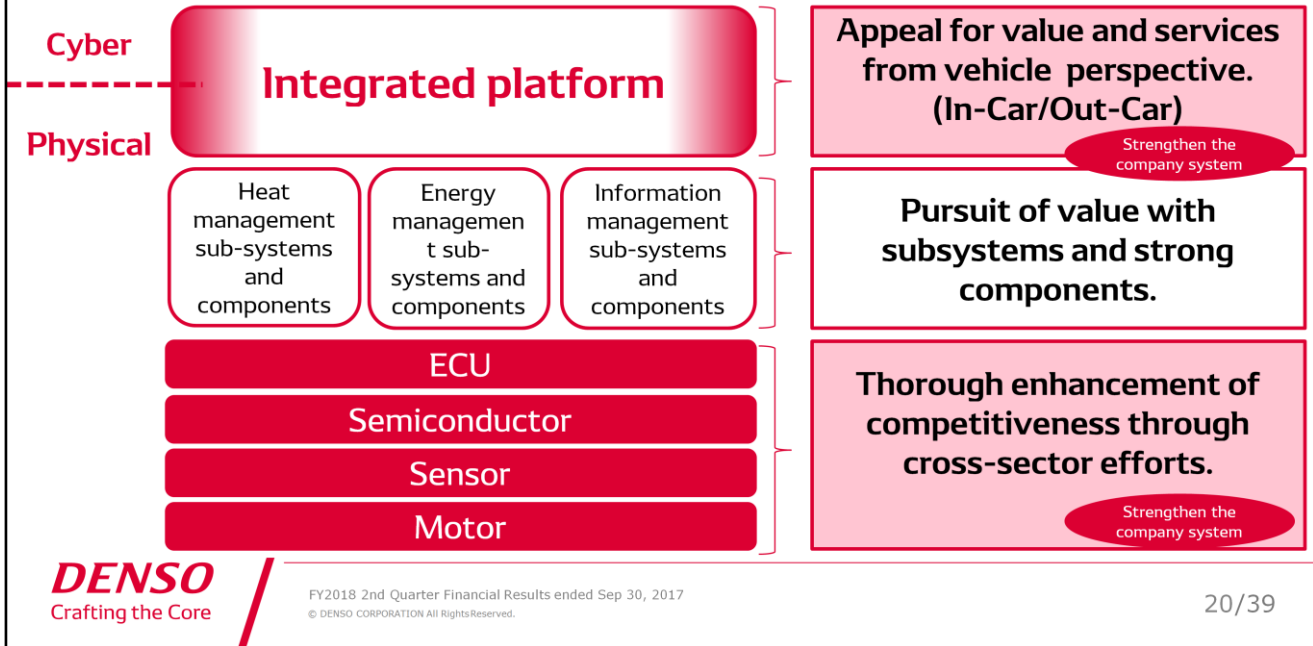 Cyber
Physical
Integrated platform
Appeal for value and services
from vehicle perspective.
(In-Car/Out-Car)
Strengthen the
company system
Heat
management
sub-systems
and
components
Energy
managemen
t sub-
systems and
components
Information
management
sub-systems
and
components
Pursuit of value with
subsystems and strong
components.
ECU
Semiconductor
Sensor
Motor
Thorough enhancement of
competitiveness through
cross-sector efforts.
Strengthen the
company system
DENSO
Crafting the Core
FY2018 2nd Quarter Financial Results ended Sep 30, 2017
© DENSO CORPORATION All RightsReserved.
20/39